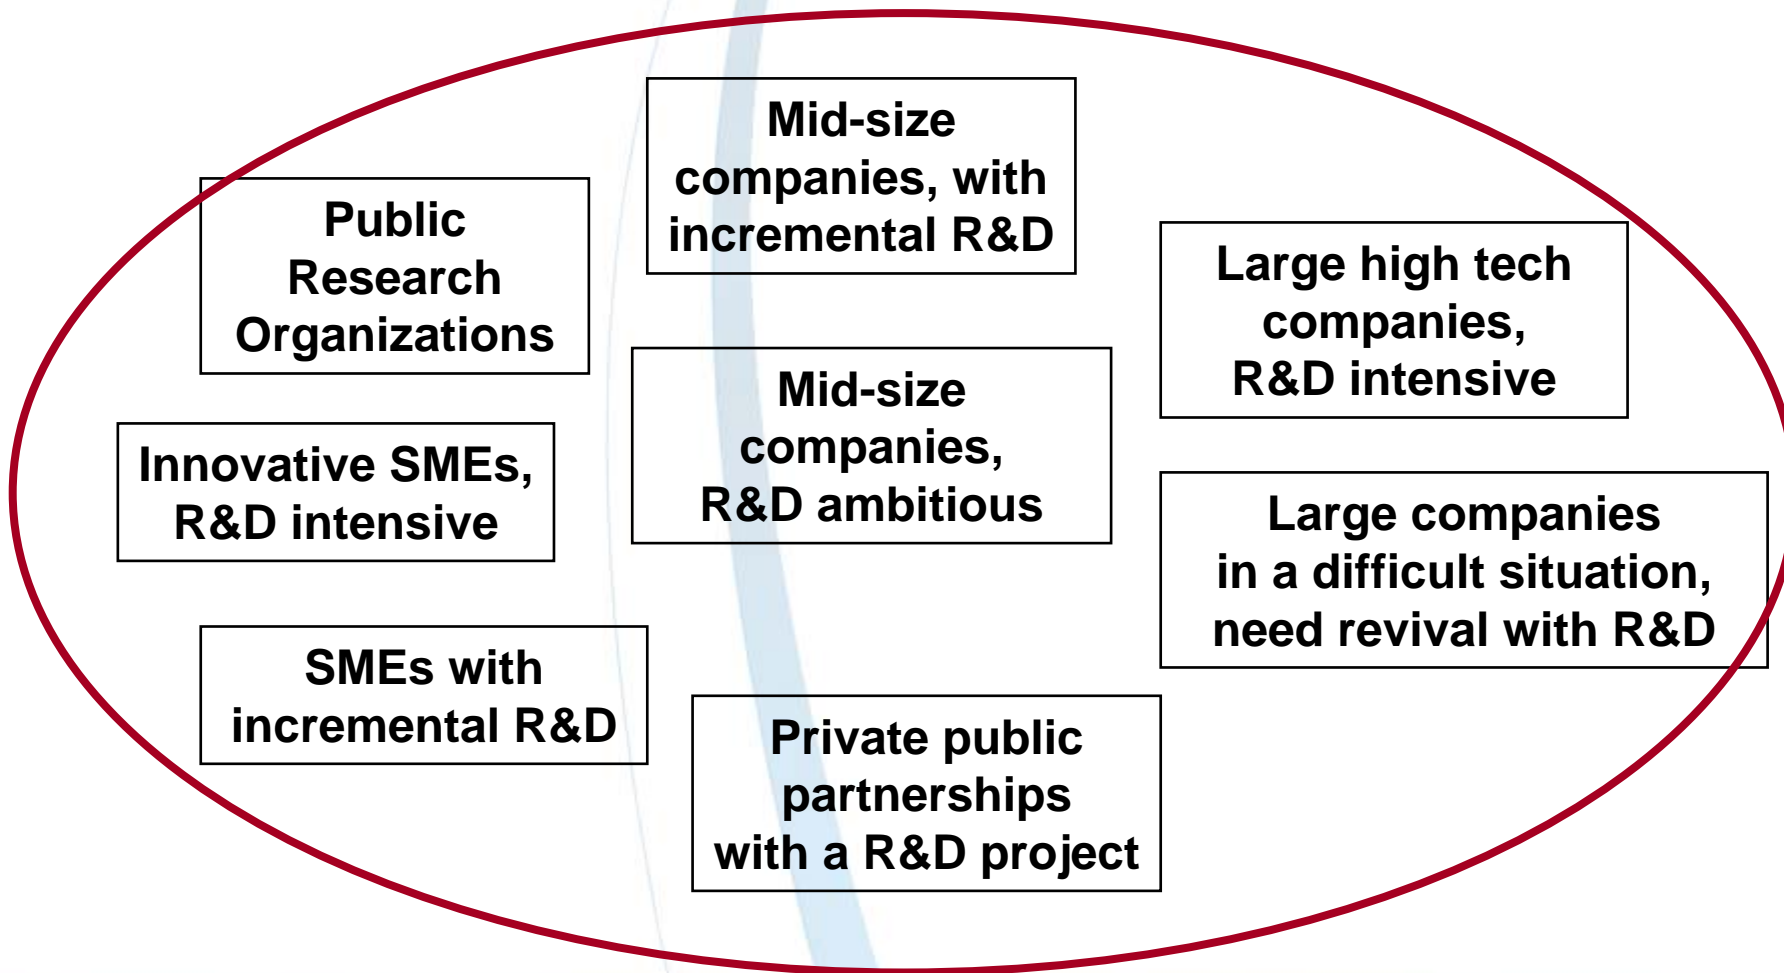 Mid-size
companies, with
incremental R&D
Public
Research
Organizations
Large high tech
companies,
R&D intensive
Mid-size
companies,
R&D ambitious
Innovative SMEs,
R&D intensive
Large companies
in a difficult situation,
need revival with R&D
SMEs with
incremental R&D
Private public
partnerships
with a R&D project